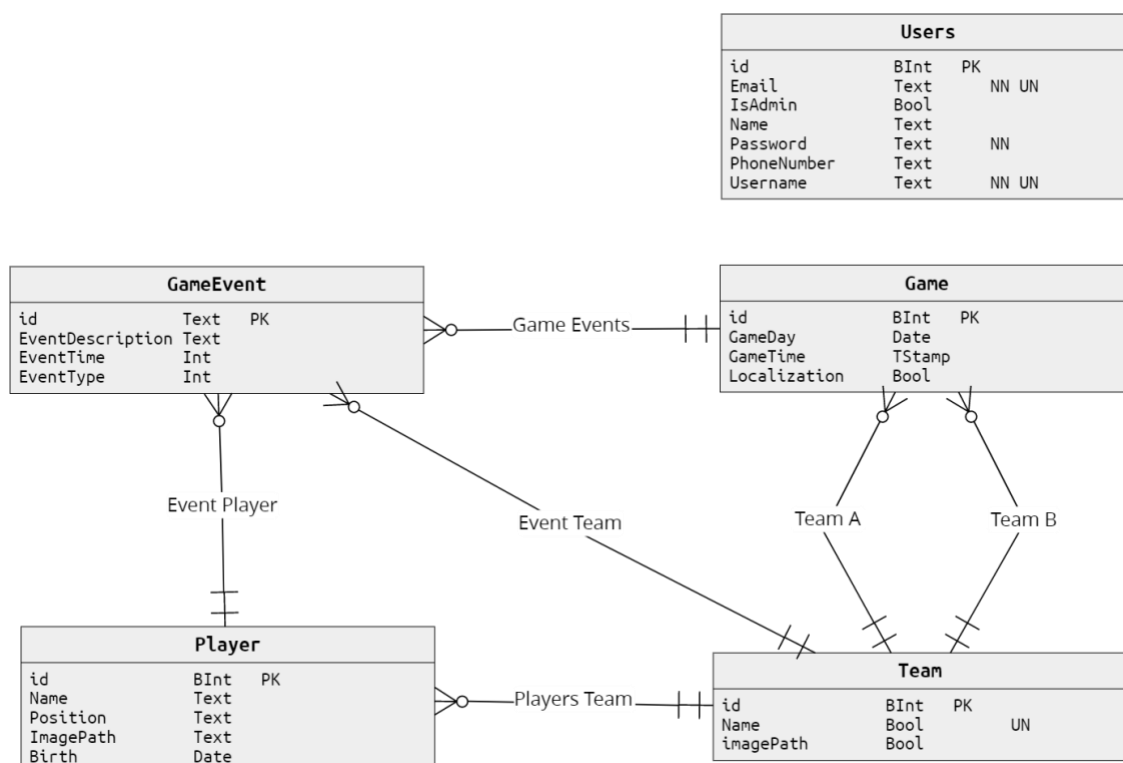 Users
id BInt PK
Email Text NN UN
IsAdmin Bool
Name Text
Password Text NN
PhoneNumber Text
Username Text NN UN
GameEvent
id Text PK
EventDescription Text
EventTime Int
EventType Int
Game Events
Game
id BInt PK
GameDay Date
GameTime TStamp
Localization Bool
Event Player
Event Team
Team A
Team B
Player
id BInt PK
Name Text
Position Text
ImagePath Text
Birth Date
Players Team
Team
id BInt PK
Name Bool UN
imagePath Bool